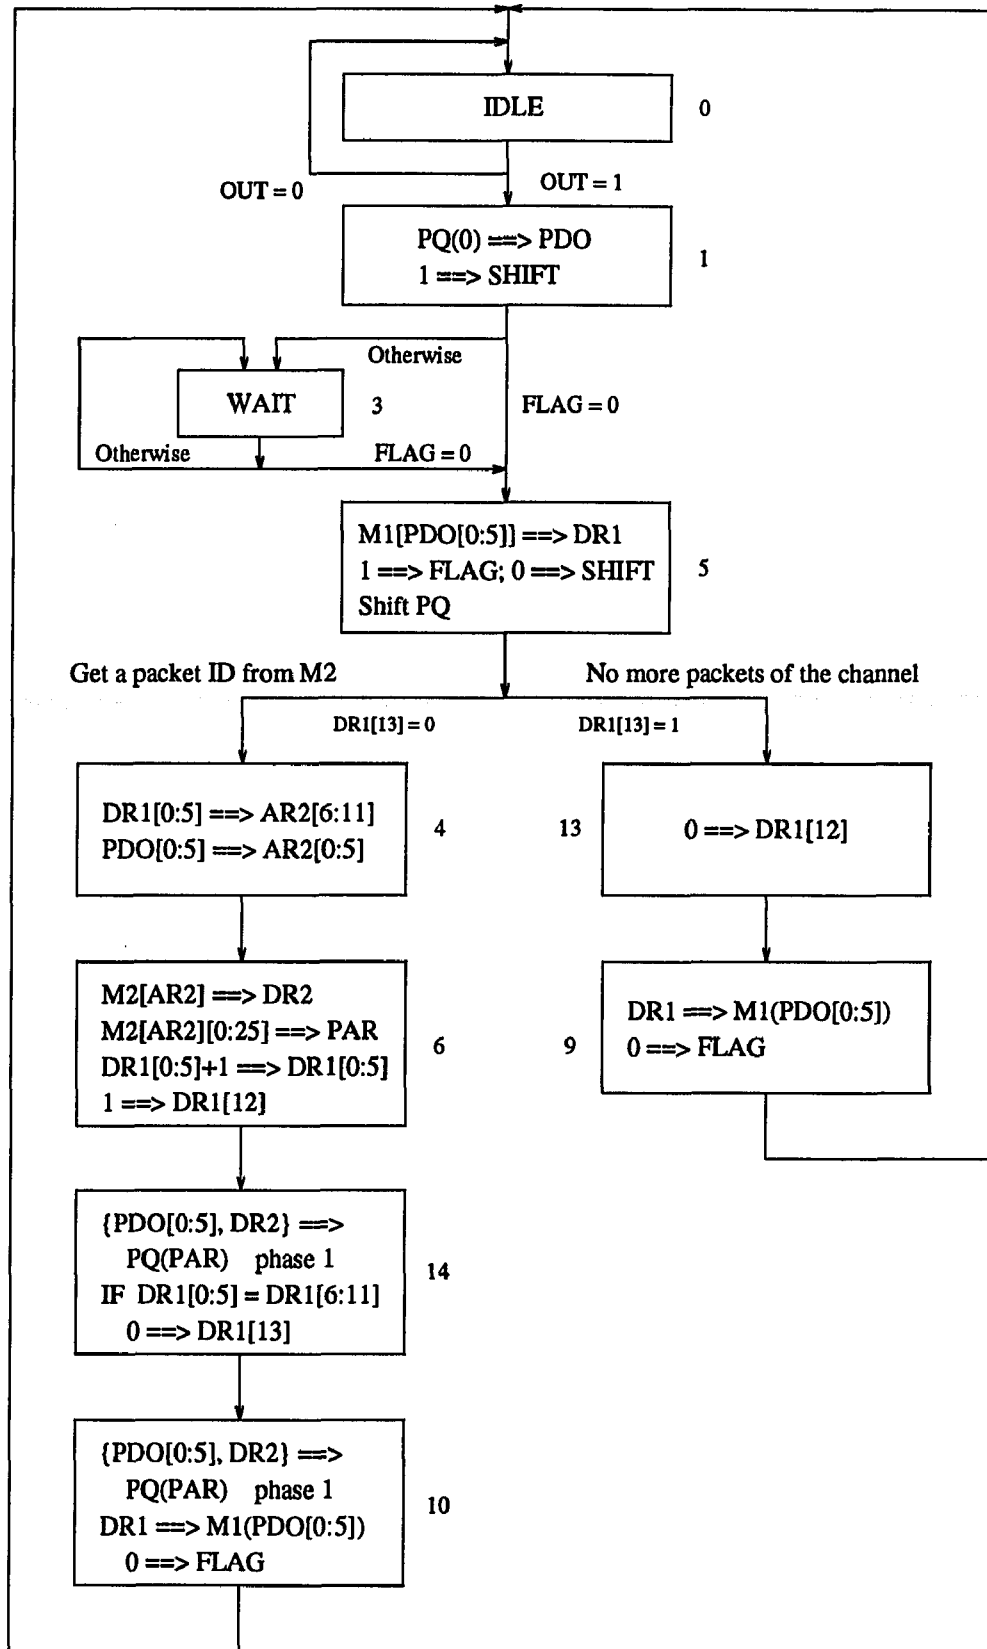 IDLE
0
OUT = 0
OUT = 1
PQ(0) ==> PDO
1 ==> SHIFT
1
Otherwise
WAIT
3
FLAG = 0
Otherwise
FLAG = 0
M1[PDO[0:5]] ==> DR1
1 ==> FLAG; 0 ==> SHIFT
Shift PQ
5
Get a packet ID from M2
No more packets of the channel
DR1[13] = 0
DR1[13] = 1
DR1[0:5] ==> AR2[6:11]
PDO[0:5] ==> AR2[0:5]
4
13
0 ==> DR1[12]
M2[AR2] ==> DR2
M2[AR2][0:25] ==> PAR
DR1[0:5]+1 ==> DR1[0:5]
1 ==> DR1[12]
6
9
DR1 ==> M1(PDO[0:5])
0 ==> FLAG
{PDO[0:5], DR2} ==>
PQ(PAR) phase 1
IF DR1[0:5] = DR1[6:11]
0 ==> DR1[13]
14
{PDO[0:5], DR2} ==>
PQ(PAR) phase 1
DR1 ==> M1(PDO[0:5])
0 ==> FLAG
10